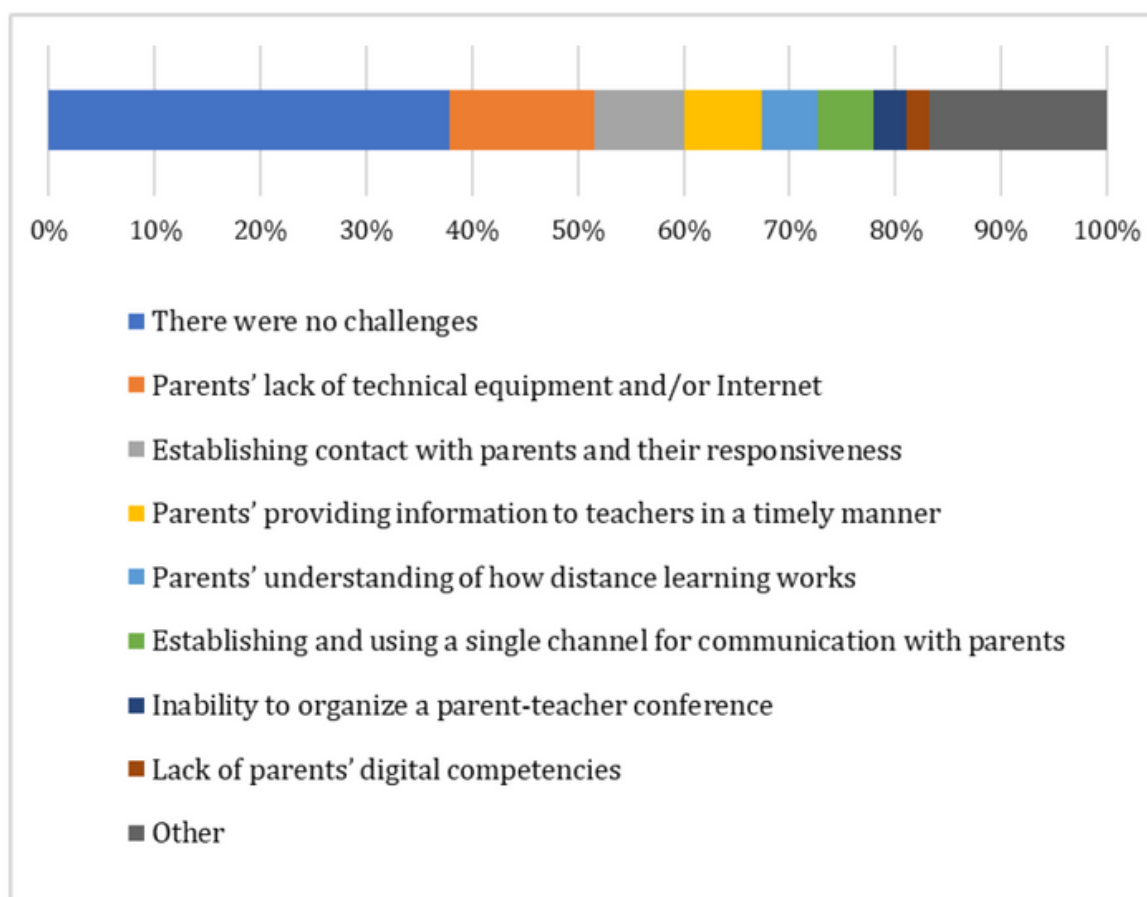 0% 10% 20% 30% 40% 50% 60% 70% 80% 90% 100%
There were no challenges
Parents’ lack of technical equipment and/or Internet
Establishing contact with parents and their responsiveness
Parents’ providing information to teachers in a timely manner
Parents’ understanding of how distance learning works
Establishing and using a single channel for communication with parents
Inability to organize a parent-teacher conference
Lack of parents’ digital competencies
Other